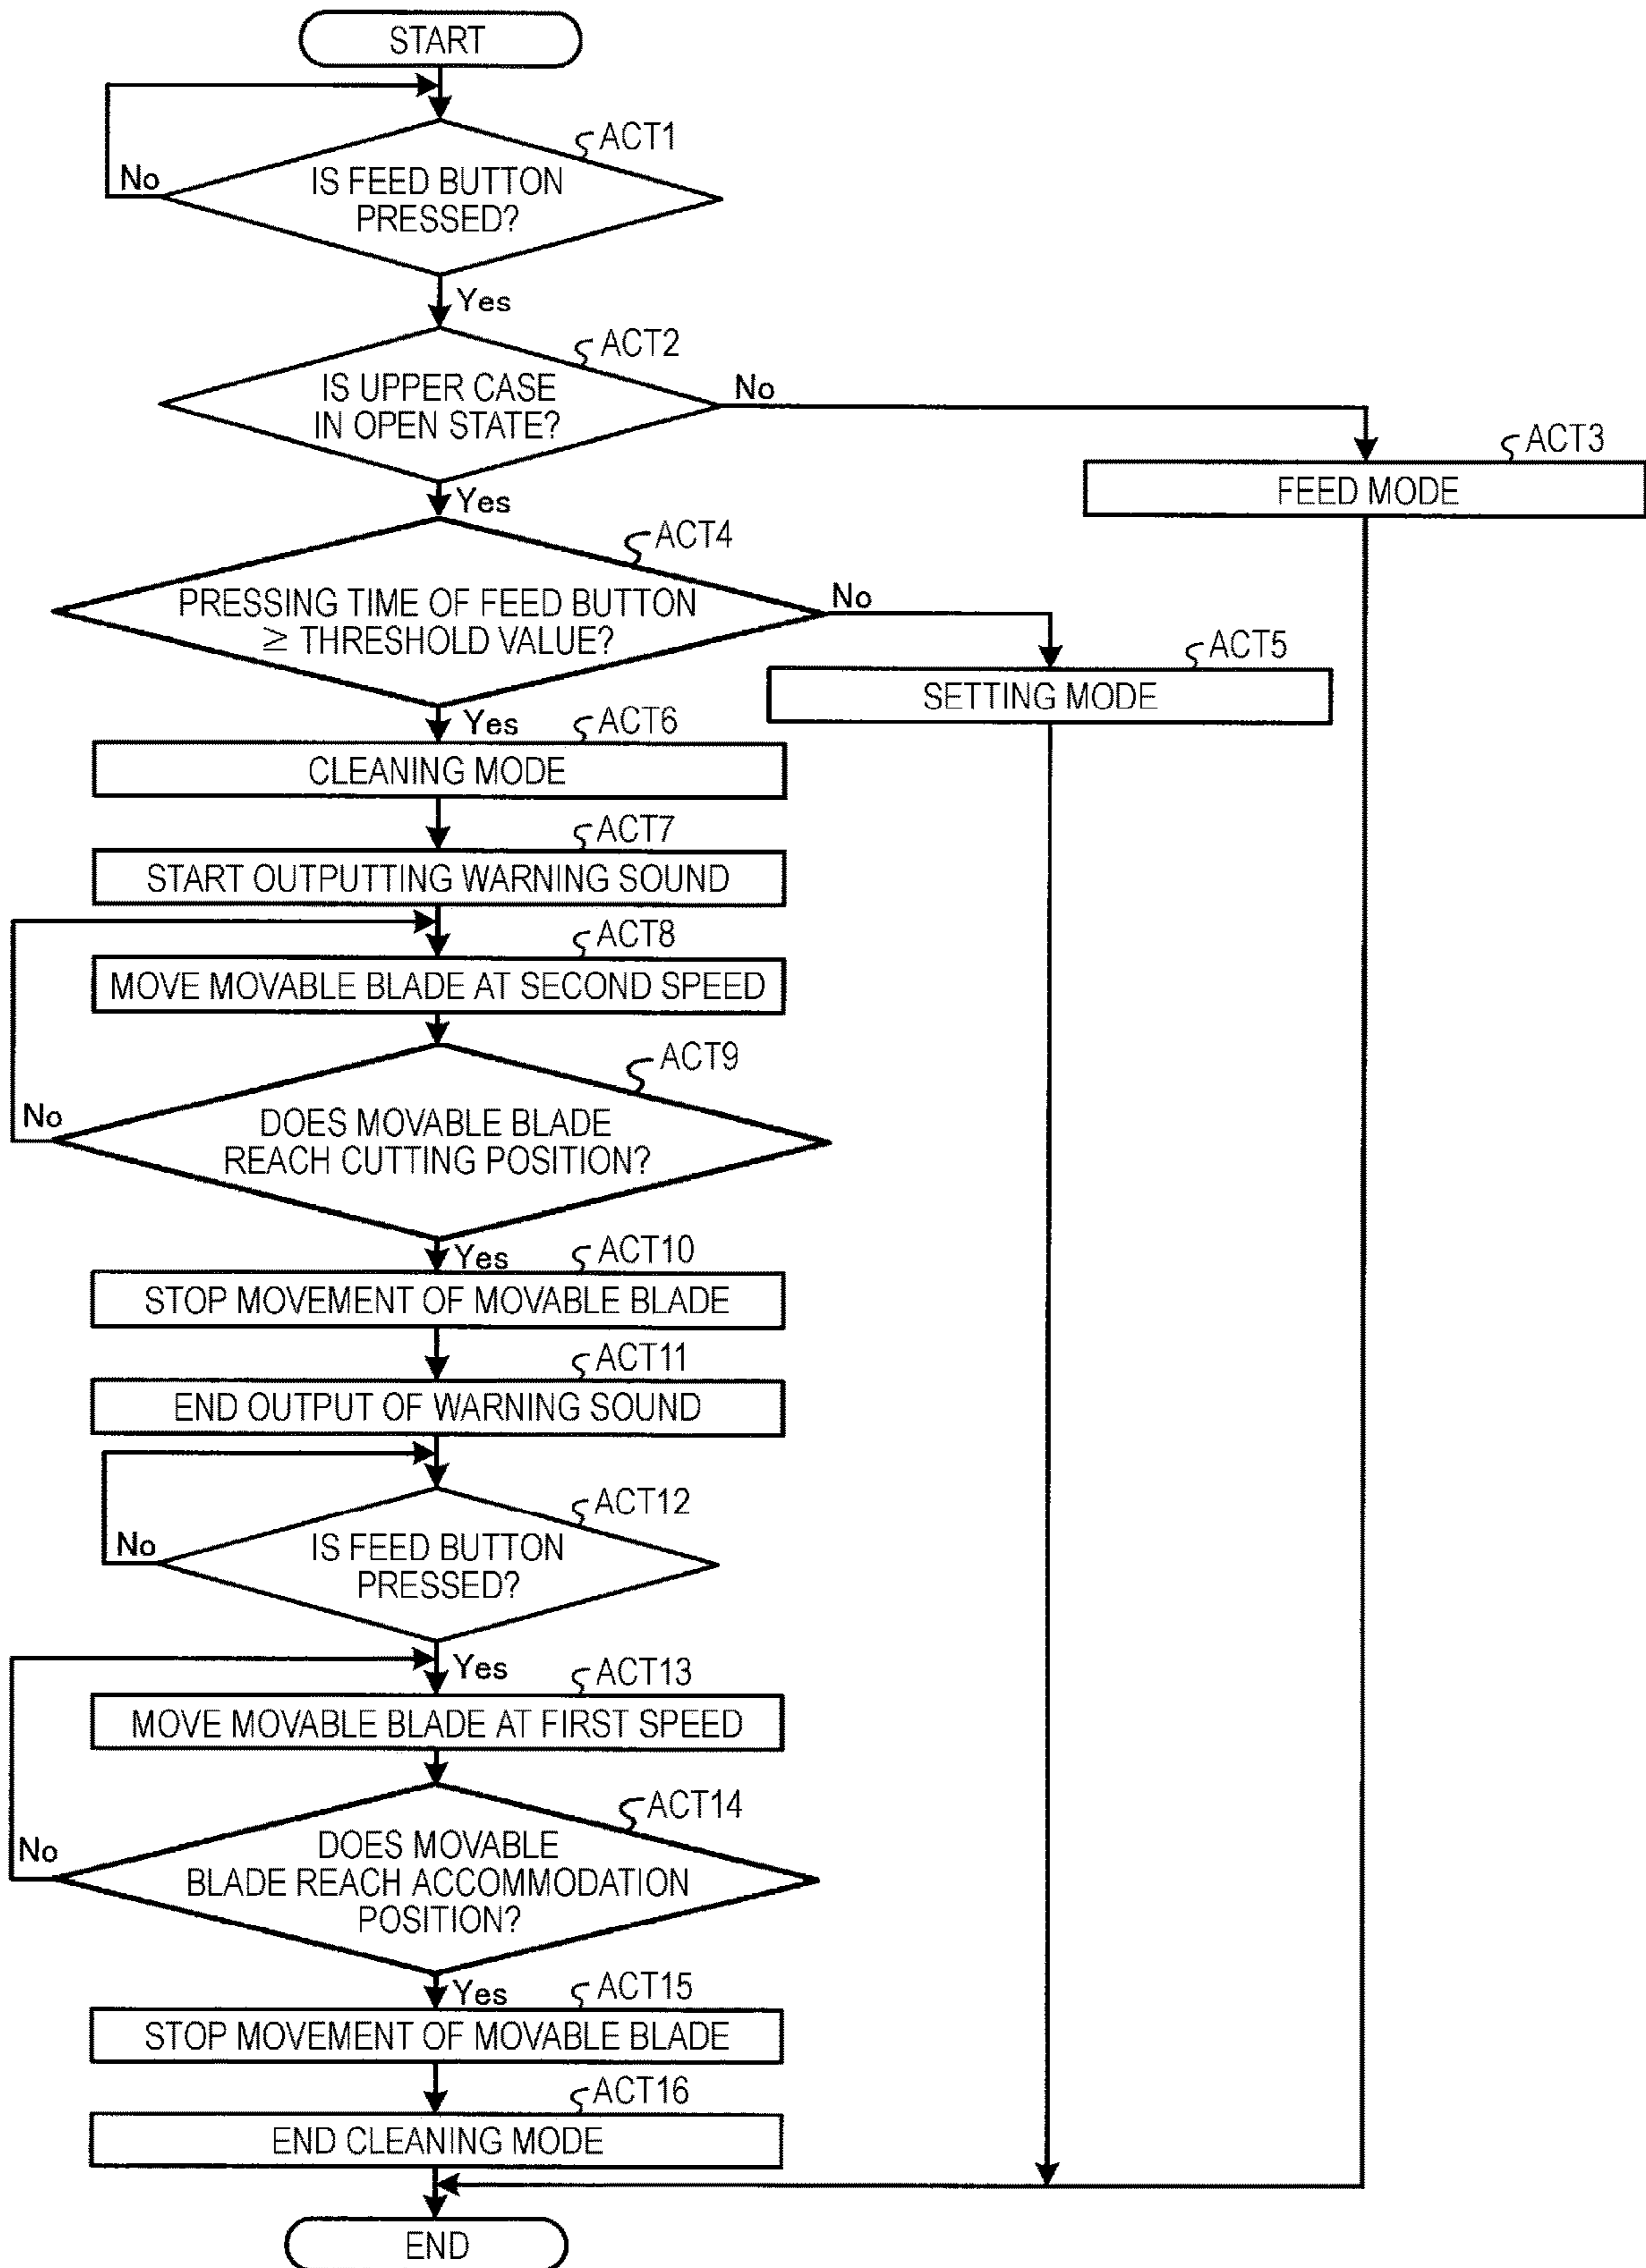 START
ACT1
IS FEED BUTTON
PRESSED?
No
Yes
ACT2
IS UPPER CASE
IN OPEN STATE?
No
Yes
ACT3
FEED MODE
ACT4
PRESSING TIME OF FEED BUTTON
≥ THRESHOLD VALUE?
No
Yes
ACT5
SETTING MODE
ACT6
CLEANING MODE
ACT7
START OUTPUTTING WARNING SOUND
ACT8
MOVE MOVABLE BLADE AT SECOND SPEED
ACT9
DOES MOVABLE BLADE
REACH CUTTING POSITION?
No
Yes
ACT10
STOP MOVEMENT OF MOVABLE BLADE
ACT11
END OUTPUT OF WARNING SOUND
ACT12
IS FEED BUTTON
PRESSED?
No
Yes
ACT13
MOVE MOVABLE BLADE AT FIRST SPEED
ACT14
DOES MOVABLE
BLADE REACH ACCOMMODATION
POSITION?
No
Yes
ACT15
STOP MOVEMENT OF MOVABLE BLADE
ACT16
END CLEANING MODE
END